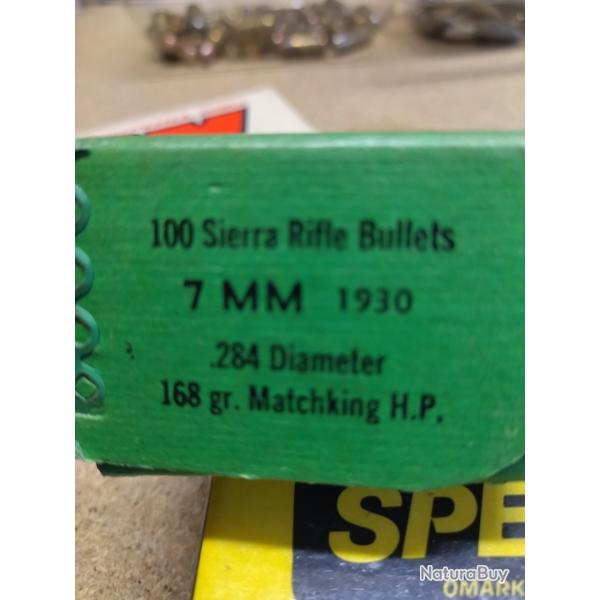 100 Sierra Rifle Bullets
7 MM 1930
.284 Diameter
168 gr. Matchking H.P.
SPE
OMARK
NaturaBuy